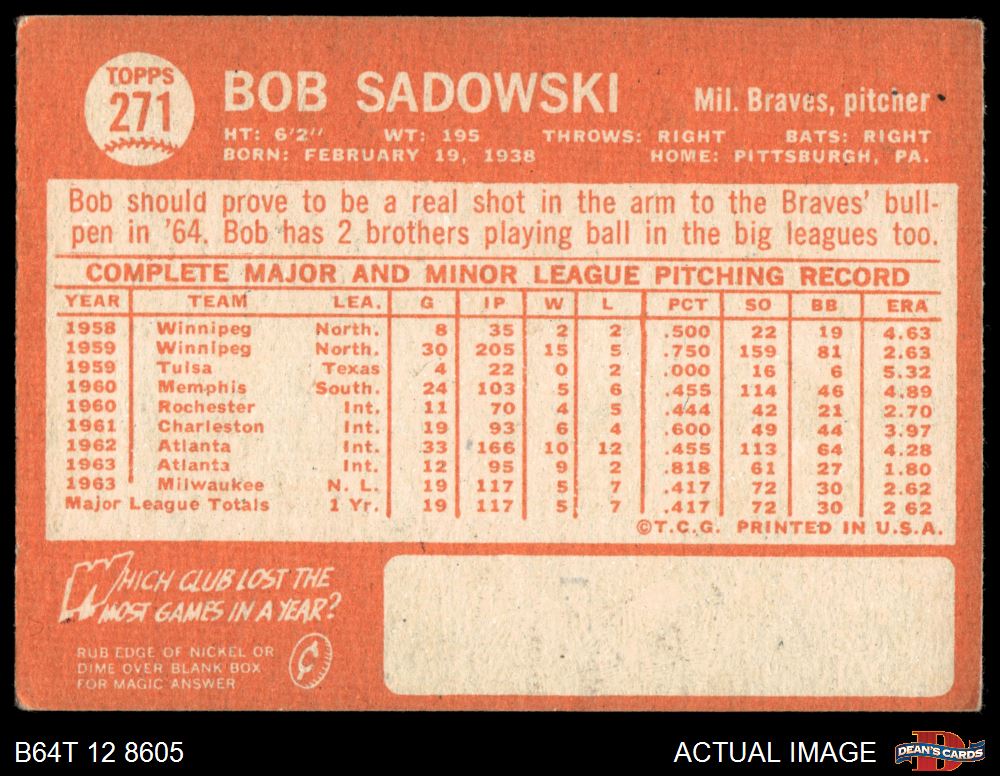 TOPPS
271
BOB SADOWSKI
Mil. Braves, pitcher
HT: 6'2" WT: 195 THROWS: RIGHT BATS: RIGHT
BORN: FEBRUARY 19, 1938 HOME: PITTSBURGH, PA.
Bob should prove to be a real shot in the arm to the Braves' bull-
pen in '64. Bob has 2 brothers playing ball in the big leagues too.
COMPLETE MAJOR AND MINOR LEAGUE PITCHING RECORD
YEAR TEAM LEA. G IP W L PCT SO BB ERA
1958 Winnipeg North. 8 35 2 2 .500 22 19 4.63
1959 Winnipeg North. 30 205 15 5 .750 159 81 2.63
1959 Tulsa Texas 4 22 0 2 .000 16 6 5.32
1960 Memphis South. 24 103 5 6 .455 114 46 4.89
1960 Rochester Int. 11 70 4 5 .444 42 21 2.70
1961 Charleston Int. 19 93 6 4 .600 49 44 3.97
1962 Atlanta Int. 33 166 10 12 .455 113 64 4.28
1963 Atlanta Int. 12 95 9 2 .818 61 27 1.80
1963 Milwaukee N. L. 19 117 5 7 .417 72 30 2.62
Major League Totals 1 Yr. 19 117 5 7 .417 72 30 2 62
©T.C.G. PRINTED IN U.S.A.
WHICH CLUB LOST THE
MOST GAMES IN A YEAR?
RUB EDGE OF NICKEL OR
DIME OVER BLANK BOX
FOR MAGIC ANSWER
B64T 12 8605
ACTUAL IMAGE
DEAN'S CARDS